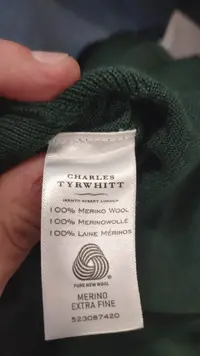 CHARLES
TYRWHITT
JERMYN STREET, LONDON
100% MERINO WOOL
100% MERINOWOLLE
100% LAINE MÉRINOS
PURE NEW WOOL
MERINO
EXTRA FINE
523087420